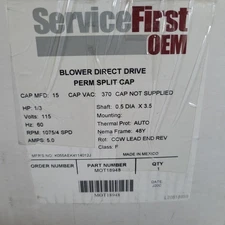 ServiceFirst
OEM
BLOWER DIRECT DRIVE
PERM SPLIT CAP
CAP MFD: 15 CAP VAC: 370 CAP NOT SUPPLIED
HP: 1/3 Shaft: 0.5 DIA X 3.5
Volts: 115 Mounting:
Hz: 60 Thermal Prot: AUTO
RPM: 1075/4 SPD Nema Frame: 48Y
AMPS: 5.0 Rot: CCW LEAD END REV
Class:
MADE IN MEXICO
ORDER NUMBER PART NUMBER QTY
MOT18948 1
MOT18948